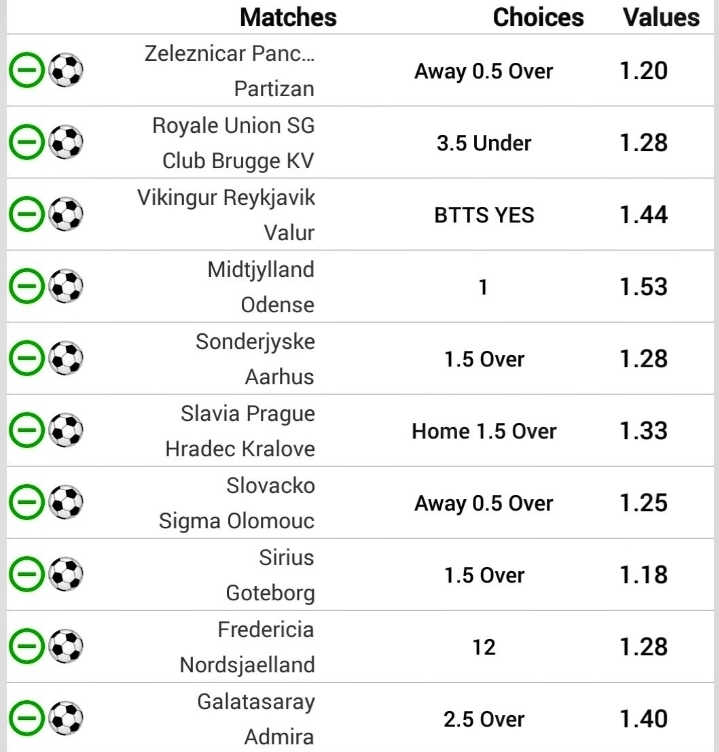 Matches Choices Values
Zeleznicar Panc...
Partizan
Away 0.5 Over
1.20
Royale Union SG
Club Brugge KV
3.5 Under
1.28
Vikingur Reykjavik
Valur
BTTS YES
1.44
Midtjylland
Odense
1
1.53
Sonderjyske
Aarhus
1.5 Over
1.28
Slavia Prague
Hradec Kralove
Home 1.5 Over
1.33
Slovacko
Sigma Olomouc
Away 0.5 Over
1.25
Sirius
Goteborg
1.5 Over
1.18
Fredericia
Nordsjaelland
12
1.28
Galatasaray
Admira
2.5 Over
1.40